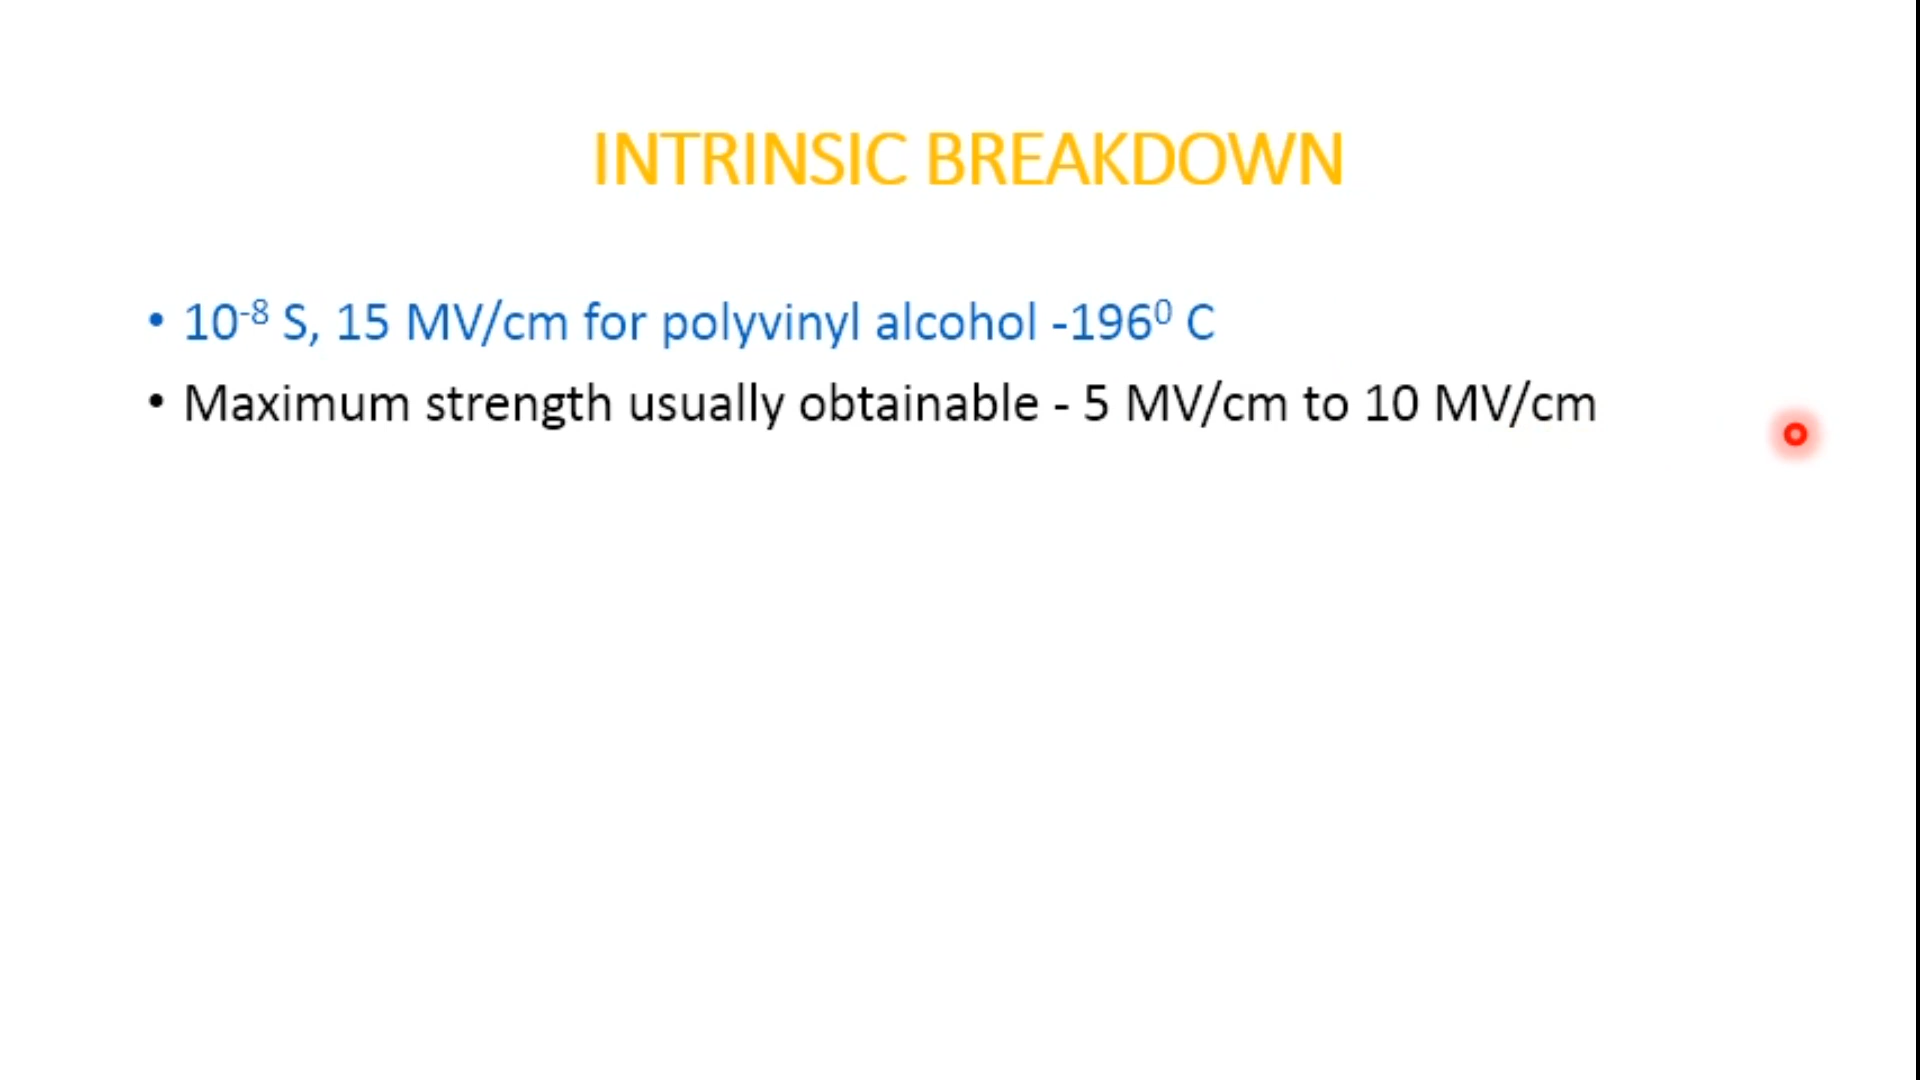 INTRINSIC BREAKDOWN
• 10⁻⁸ S, 15 MV/cm for polyvinyl alcohol -196⁰ C
• Maximum strength usually obtainable - 5 MV/cm to 10 MV/cm